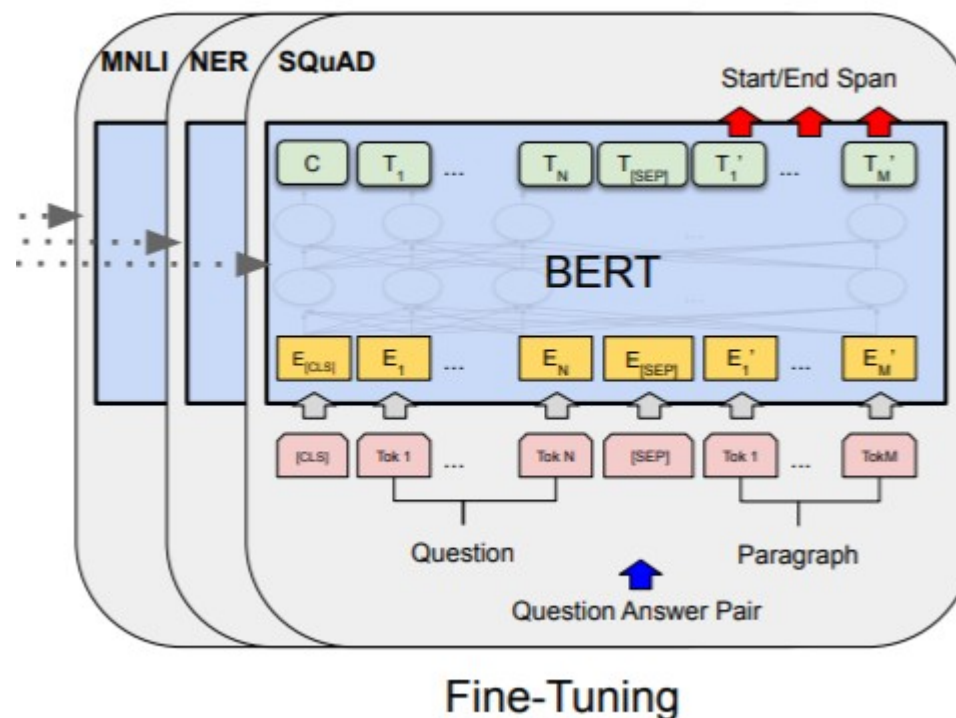 MNLI NER SQuAD
Start/End Span
C T1 ... TN T[SEP] T1' ... TM'
...
BERT
...
E[CLS] E1 ... EN E[SEP] E1' ... EM'
[CLS] Tok 1 ... Tok N [SEP] Tok 1 ... TokM
Question Paragraph
Question Answer Pair
Fine-Tuning